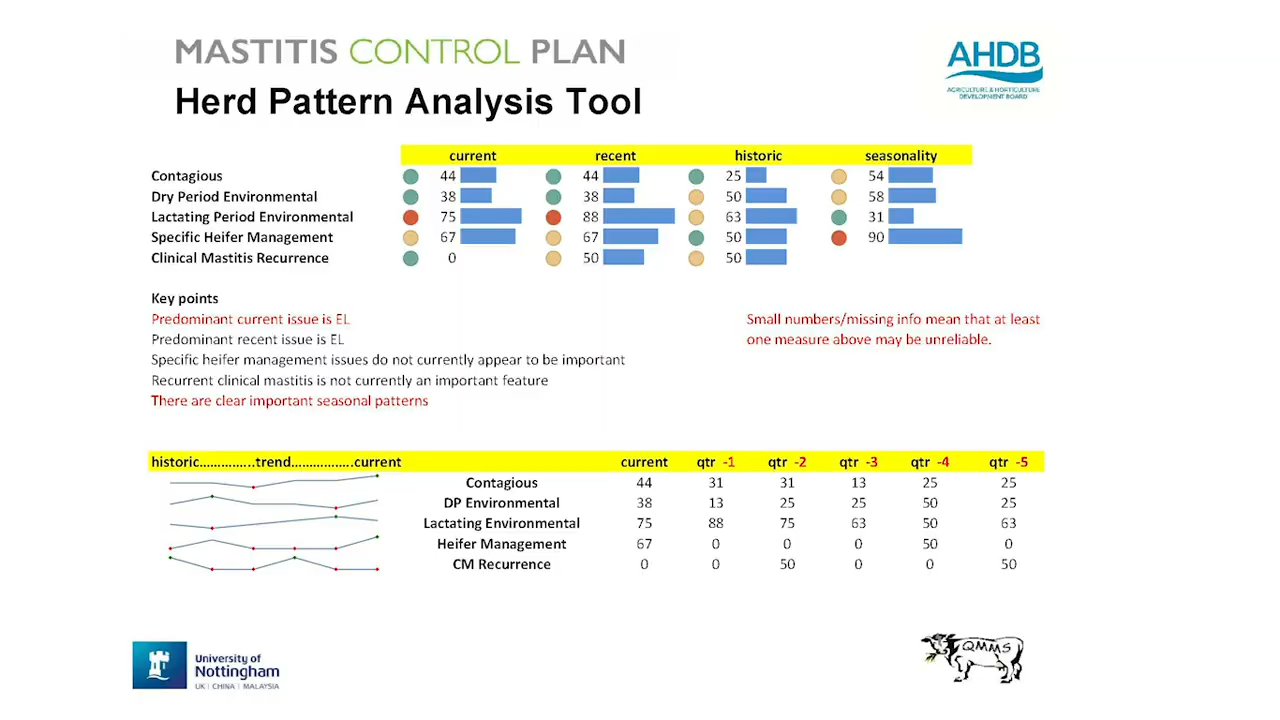 MASTITIS CONTROL PLAN
AHDB
AGRICULTURE & HORTICULTURE
DEVELOPMENT BOARD
Herd Pattern Analysis Tool
current recent historic seasonality
Contagious 44 44 25 54
Dry Period Environmental 38 38 50 58
Lactating Period Environmental 75 88 63 31
Specific Heifer Management 67 67 50 90
Clinical Mastitis Recurrence 0 50 50
Key points
Predominant current issue is EL
Predominant recent issue is EL
Specific heifer management issues do not currently appear to be important
Recurrent clinical mastitis is not currently an important feature
There are clear important seasonal patterns
Small numbers/missing info mean that at least
one measure above may be unreliable.
historic…………...trend……………..current current qtr -1 qtr -2 qtr -3 qtr -4 qtr -5
Contagious 44 31 31 13 25 25
DP Environmental 38 13 25 25 50 25
Lactating Environmental 75 88 75 63 50 63
Heifer Management 67 0 0 0 50 0
CM Recurrence 0 0 50 0 0 50
University of
Nottingham
UK | CHINA | MALAYSIA
QMMS